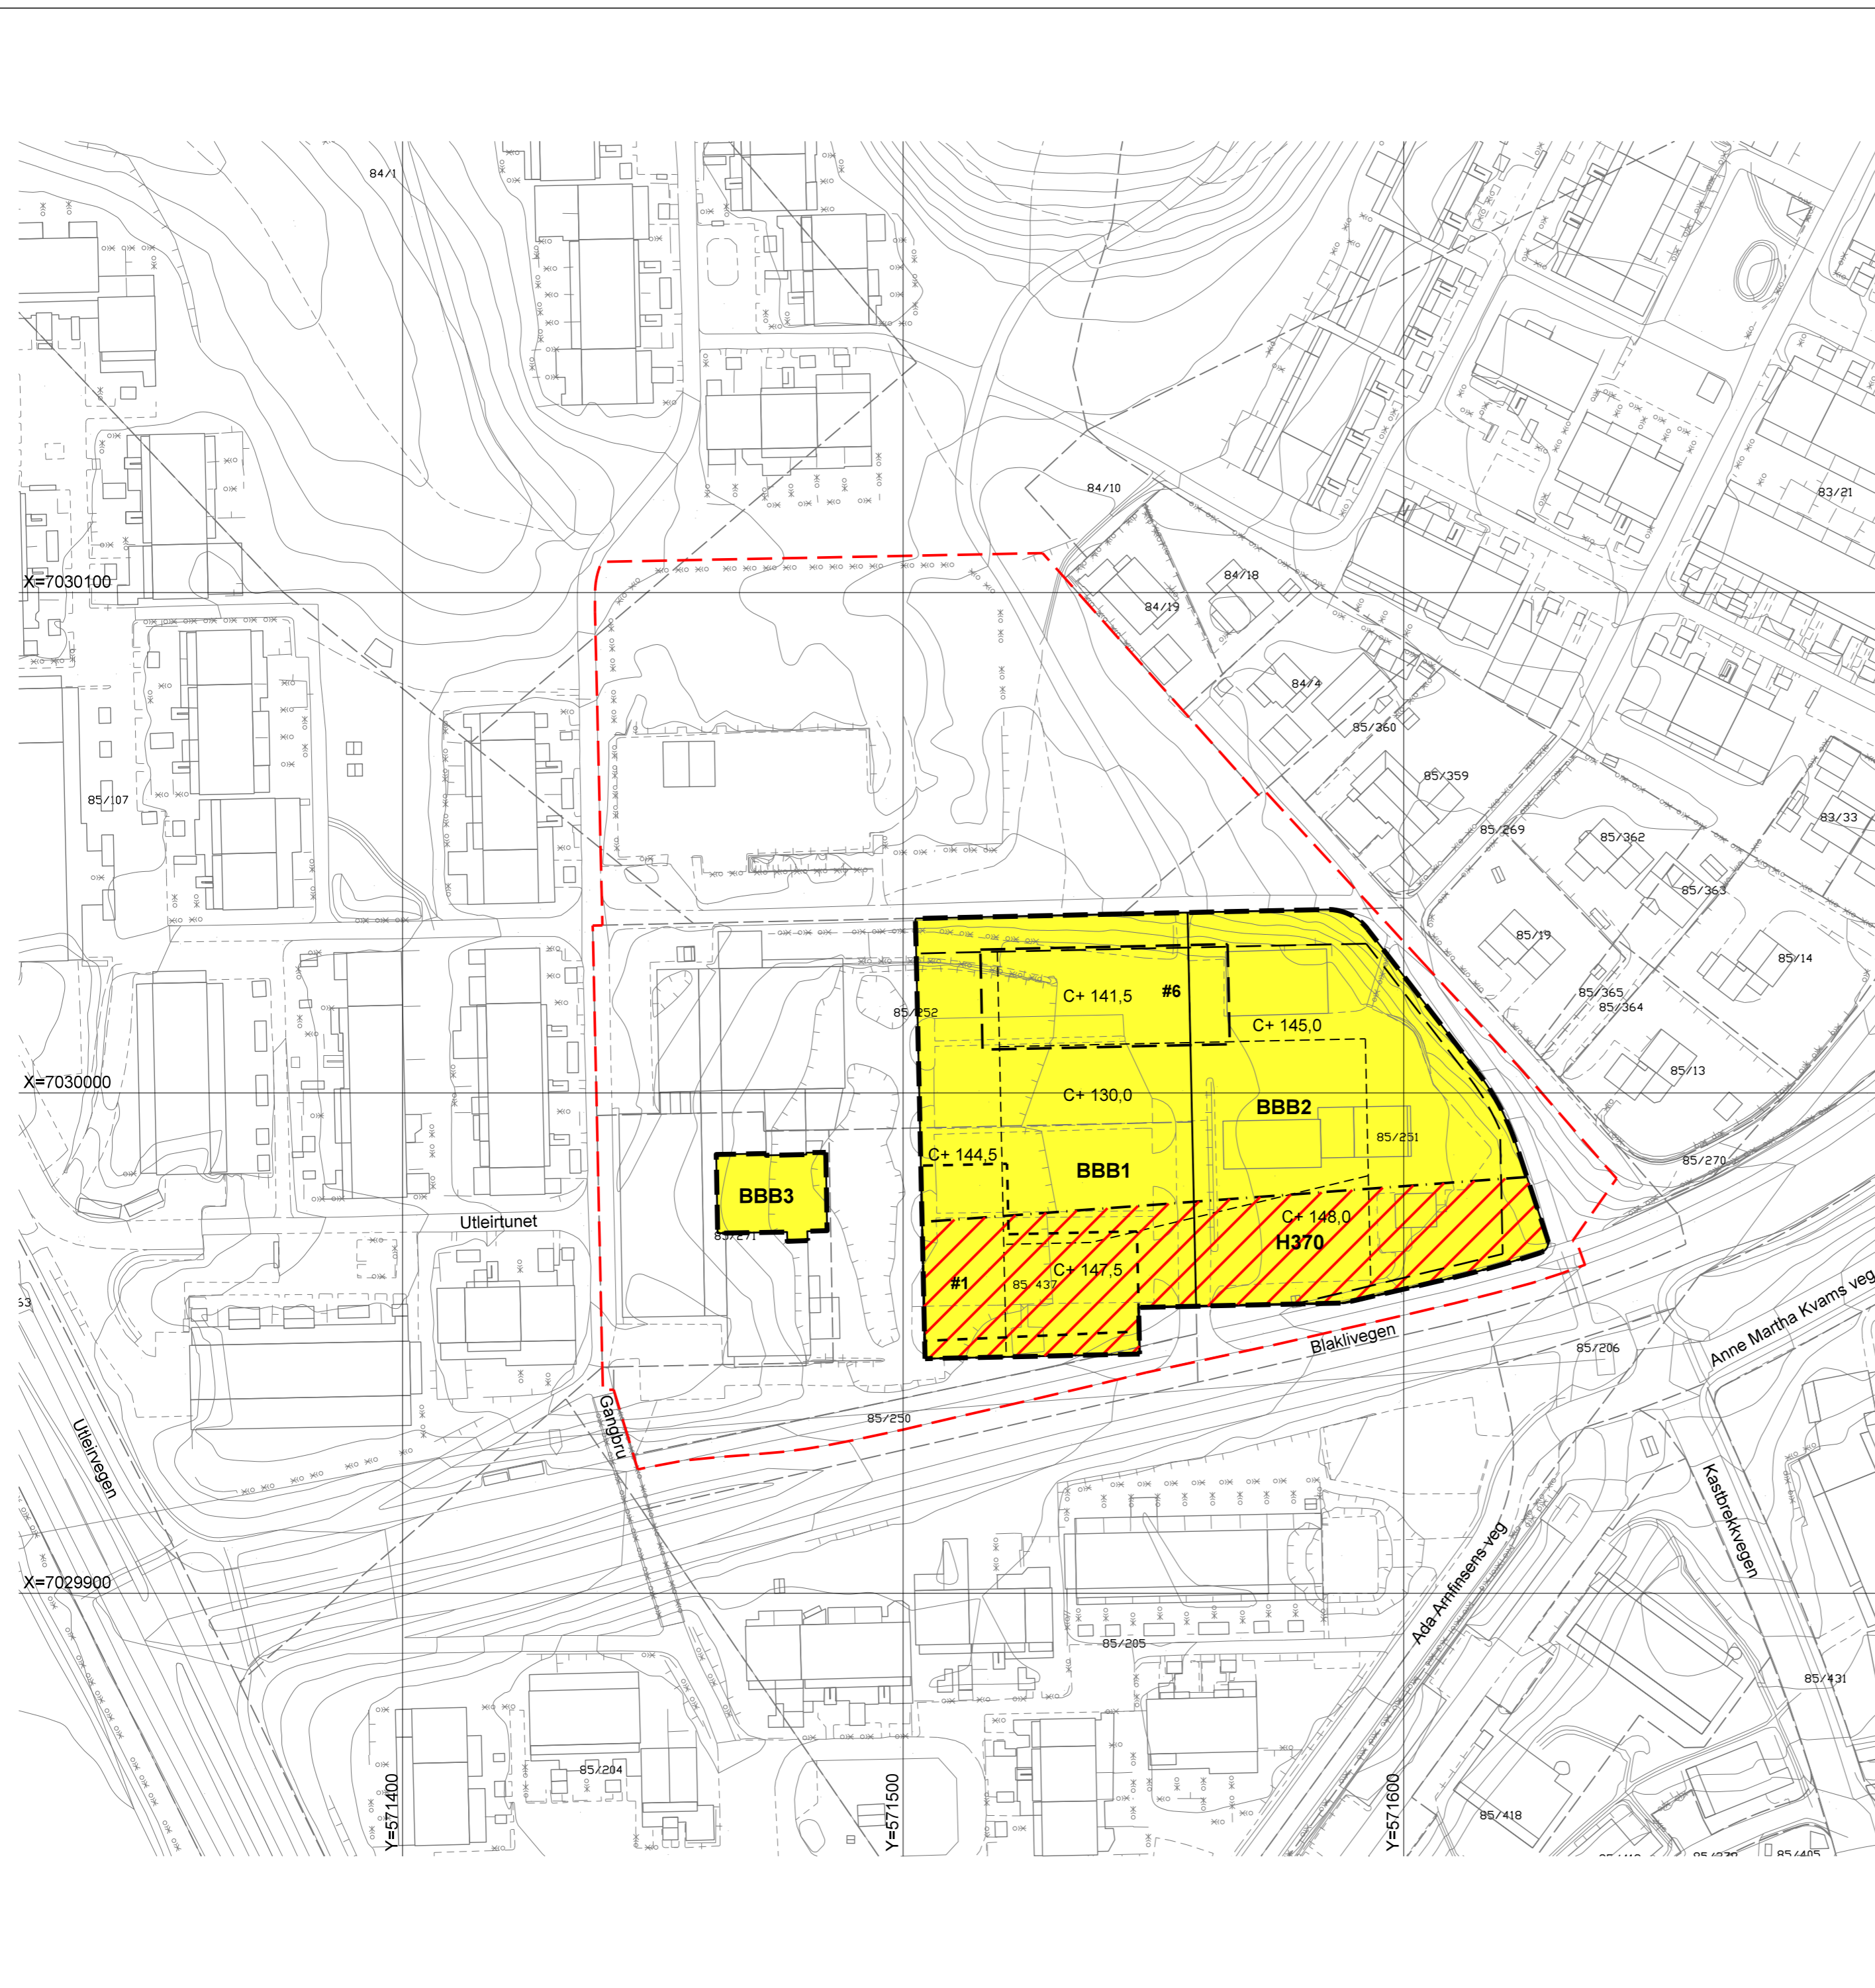 84/1
84/10
83/21
84/18
X=7030100
84/19
84/4
85/360
85/359
85/107
83/33
85/269
85/362
85/363
85/19
85/14
C+ 141,5
#6
85/365
85/252
85/364
C+ 145,0
85/13
X=7030000
C+ 130,0
BBB2
85/251
C+ 144,5
85/270
BBB1
BBB3
Utleirtunet
C+ 148,0
85/271
H370
C+ 147,5
#1
85/437
63
Anne Martha Kvams veg
Blaklivegen
85/206
Gangbru
85/250
Utleirvegen
Kastbrekkvegen
X=7029900
Ada Arnfinsens veg
85/205
85/431
85/204
Y=571400
Y=571500
Y=571600
85/418
85/405